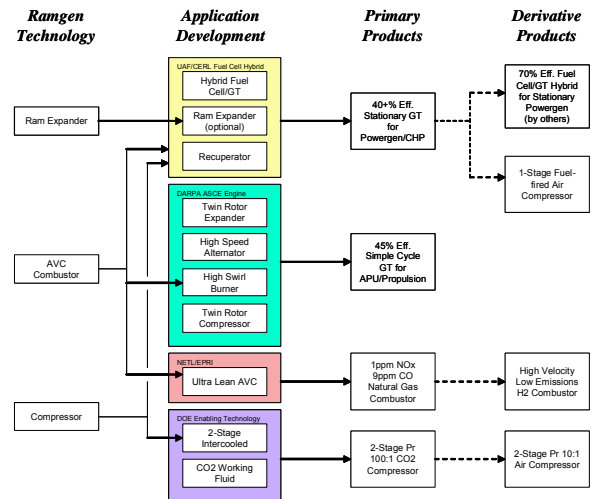 Ramgen
Technology
Application
Development
Primary
Products
Derivative
Products
UAF/CERL Fuel Cell Hybrid
Hybrid Fuel
Cell/GT
Ram Expander
Ram Expander
(optional)
Recuperator
40+% Eff.
Stationary GT
for
Powergen/CHP
70% Eff. Fuel
Cell/GT Hybrid
for Stationary
Powergen
(by others)
1-Stage Fuel-
fired Air
Compressor
DARPA ASCE Engine
Twin Rotor
Expander
High Speed
Alternator
AVC
Combustor
High Swirl
Burner
Twin Rotor
Compressor
45% Eff.
Simple Cycle
GT for
APU/Propulsion
NETL/EPRI
Ultra Lean AVC
1ppm NOx
9ppm CO
Natural Gas
Combustor
High Velocity
Low Emissions
H2 Combustor
Compressor
DOE Enabling Technology
2-Stage
Intercooled
CO2 Working
Fluid
2-Stage Pr
100:1 CO2
Compressor
2-Stage Pr 10:1
Air Compressor